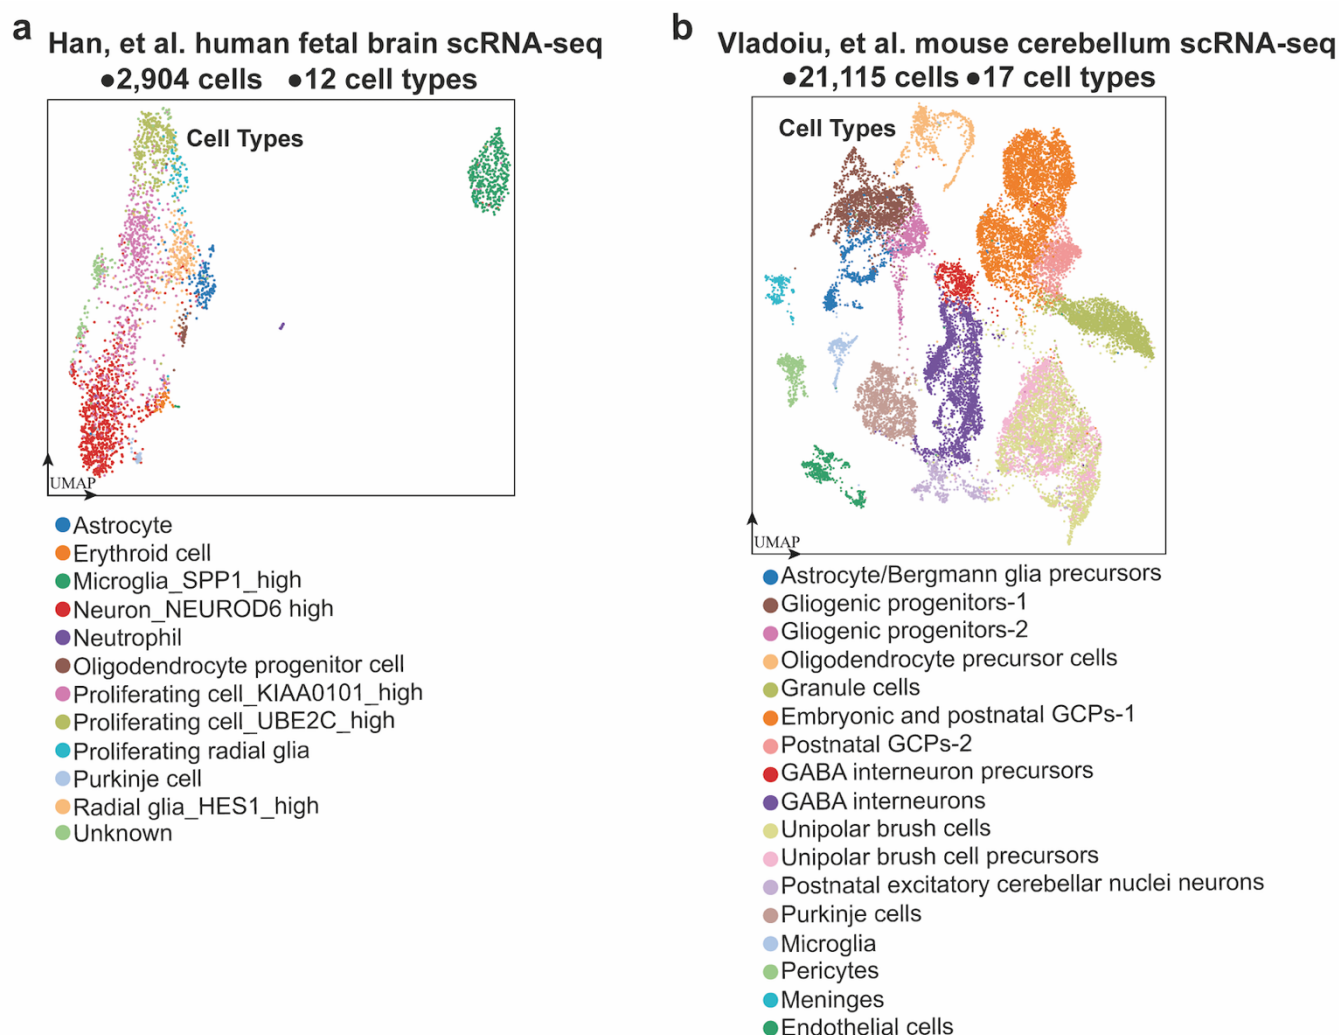 a
Han, et al. human fetal brain scRNA-seq
●2,904 cells ●12 cell types
Cell Types
UMAP
Astrocyte
Erythroid cell
Microglia_SPP1_high
Neuron_NEUROD6 high
Neutrophil
Oligodendrocyte progenitor cell
Proliferating cell_KIAA0101_high
Proliferating cell_UBE2C_high
Proliferating radial glia
Purkinje cell
Radial glia_HES1_high
Unknown
b
Vladoiu, et al. mouse cerebellum scRNA-seq
●21,115 cells ●17 cell types
Cell Types
UMAP
Astrocyte/Bergmann glia precursors
Gliogenic progenitors-1
Gliogenic progenitors-2
Oligodendrocyte precursor cells
Granule cells
Embryonic and postnatal GCPs-1
Postnatal GCPs-2
GABA interneuron precursors
GABA interneurons
Unipolar brush cells
Unipolar brush cell precursors
Postnatal excitatory cerebellar nuclei neurons
Purkinje cells
Microglia
Pericytes
Meninges
Endothelial cells